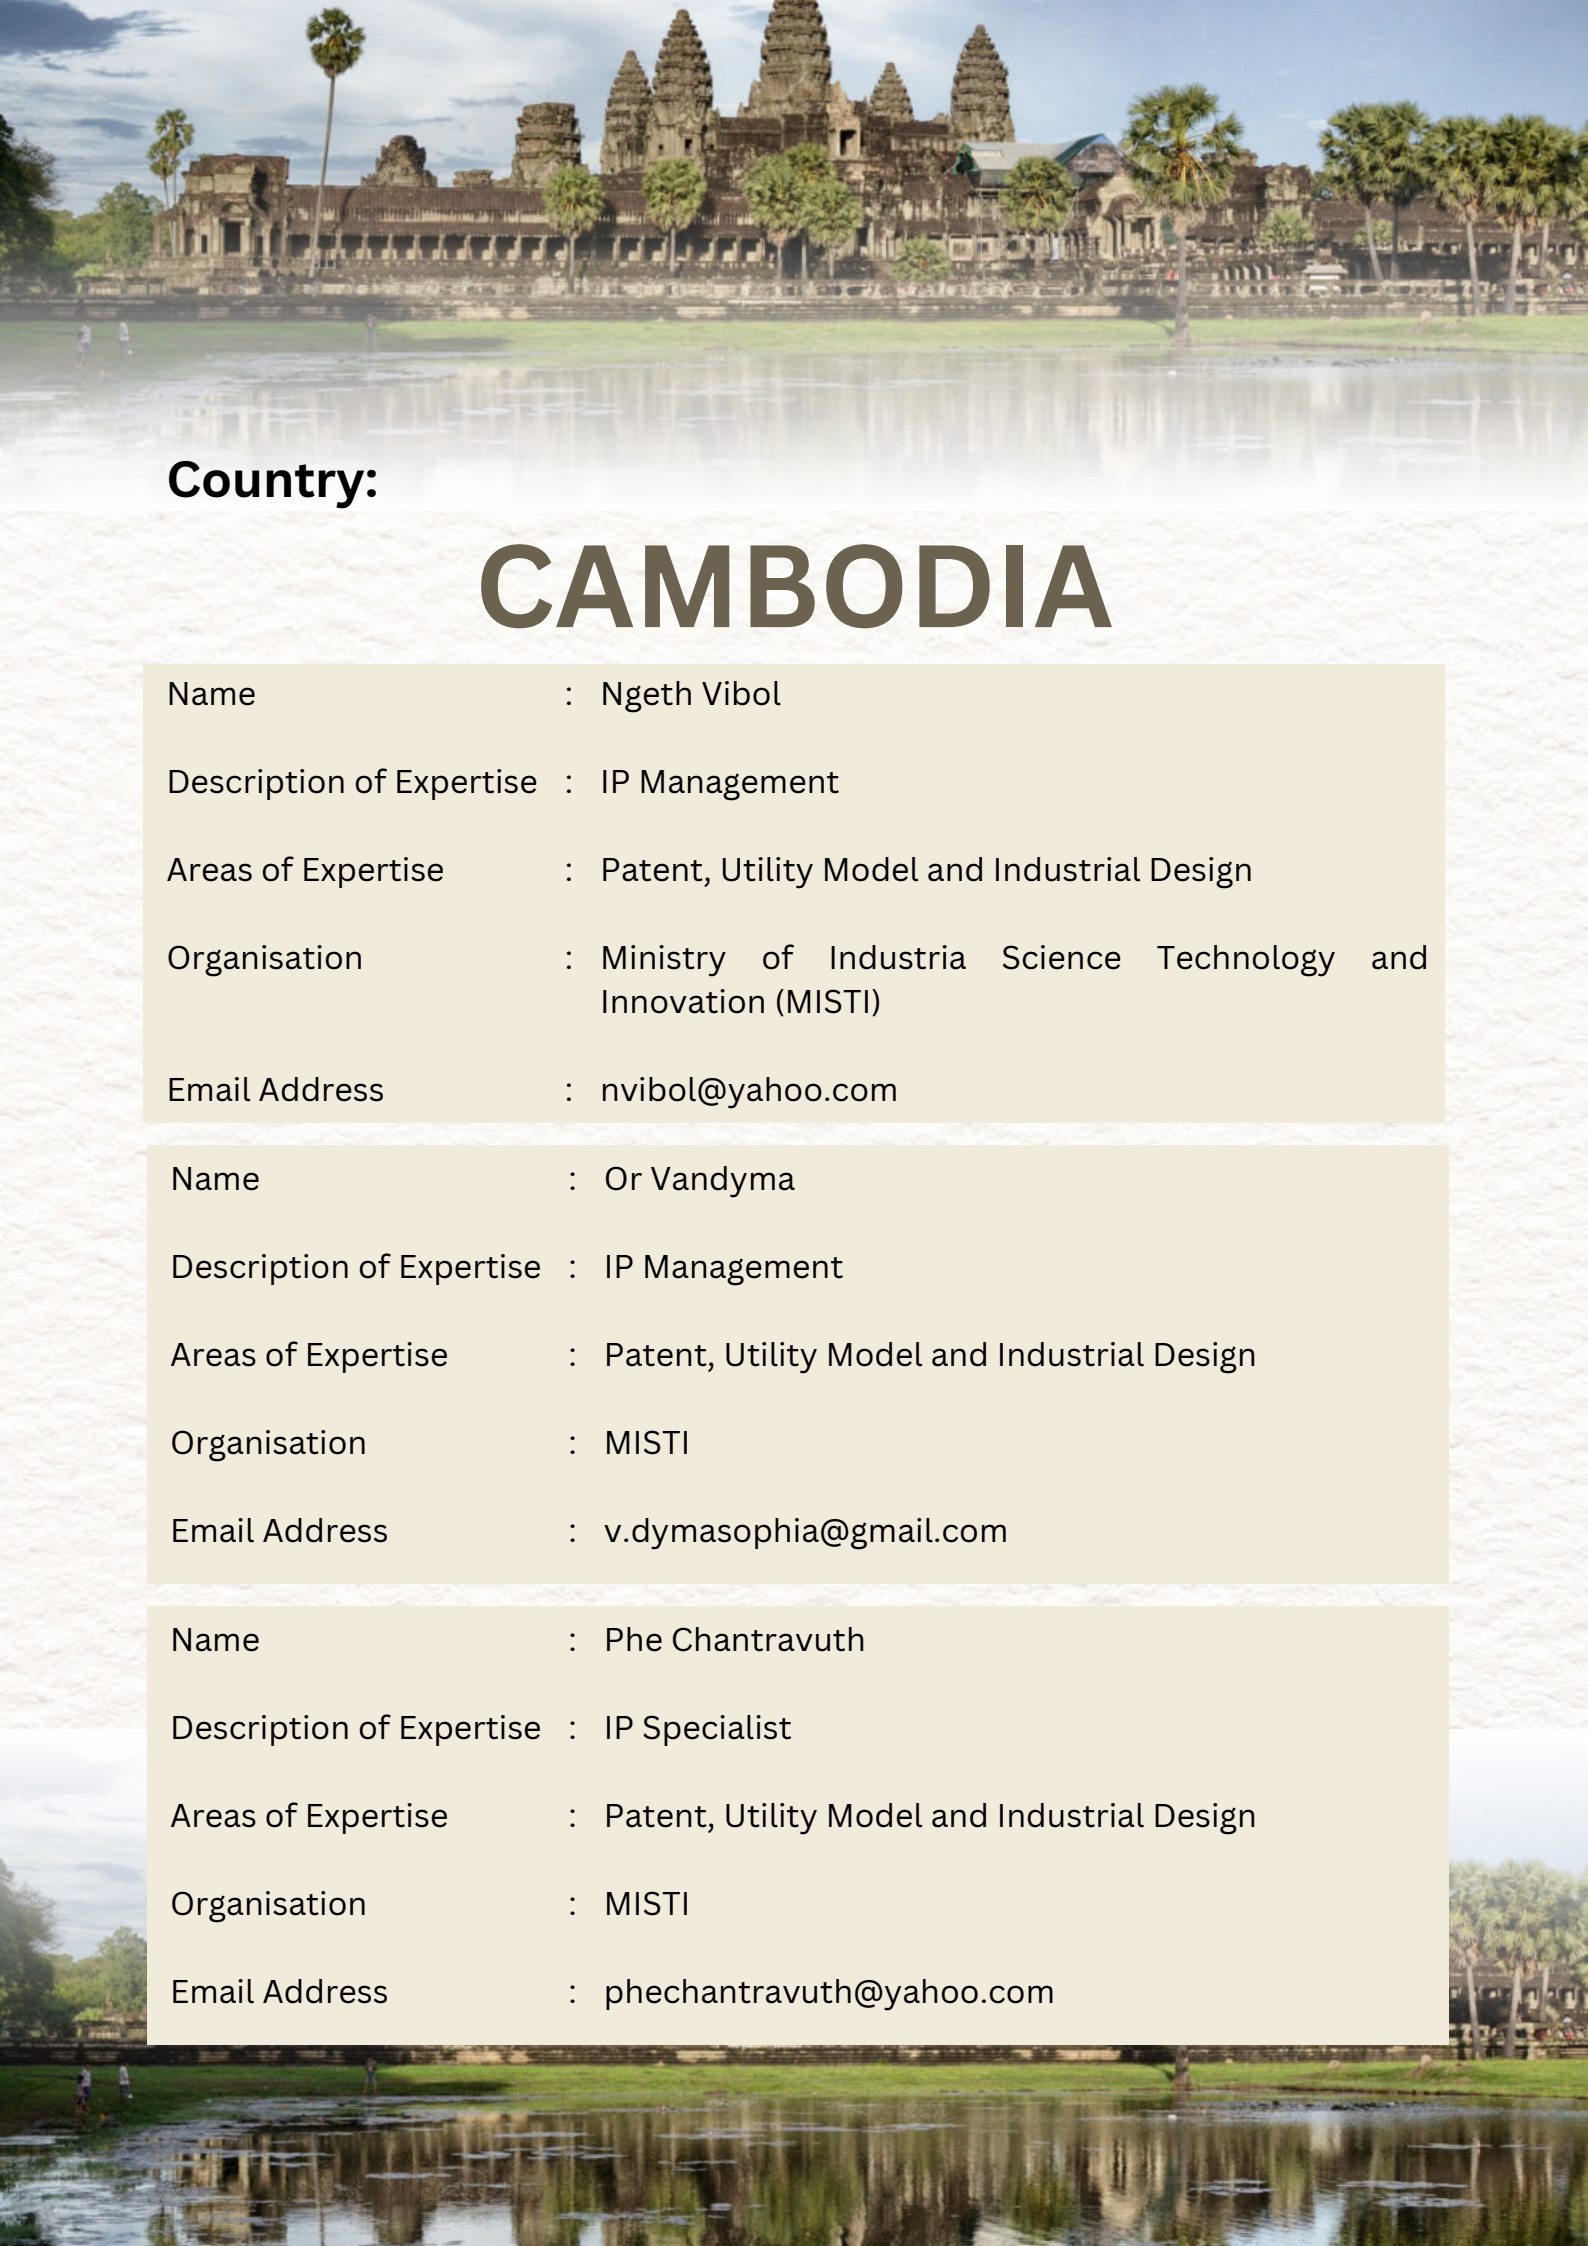 Country:
CAMBODIA
Name : Ngeth Vibol
Description of Expertise : IP Management
Areas of Expertise : Patent, Utility Model and Industrial Design
Organisation : Ministry of Industria Science Technology and
Innovation (MISTI)
Email Address : nvibol@yahoo.com
Name : Or Vandyma
Description of Expertise : IP Management
Areas of Expertise : Patent, Utility Model and Industrial Design
Organisation : MISTI
Email Address : v.dymasophia@gmail.com
Name : Phe Chantravuth
Description of Expertise : IP Specialist
Areas of Expertise : Patent, Utility Model and Industrial Design
Organisation : MISTI
Email Address : phechantravuth@yahoo.com